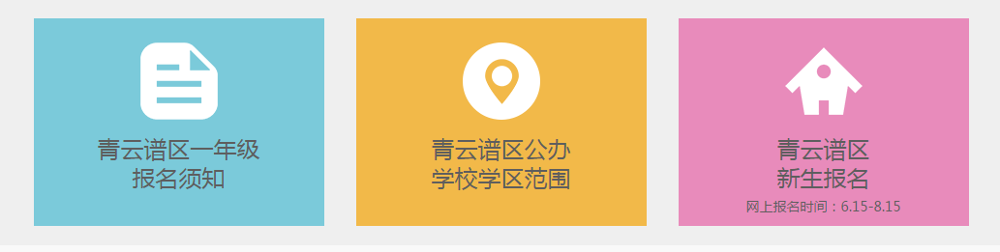 青云谱区一年级
报名须知
青云谱区公办
学校学区范围
青云谱区
新生报名
网上报名时间：6.15-8.15